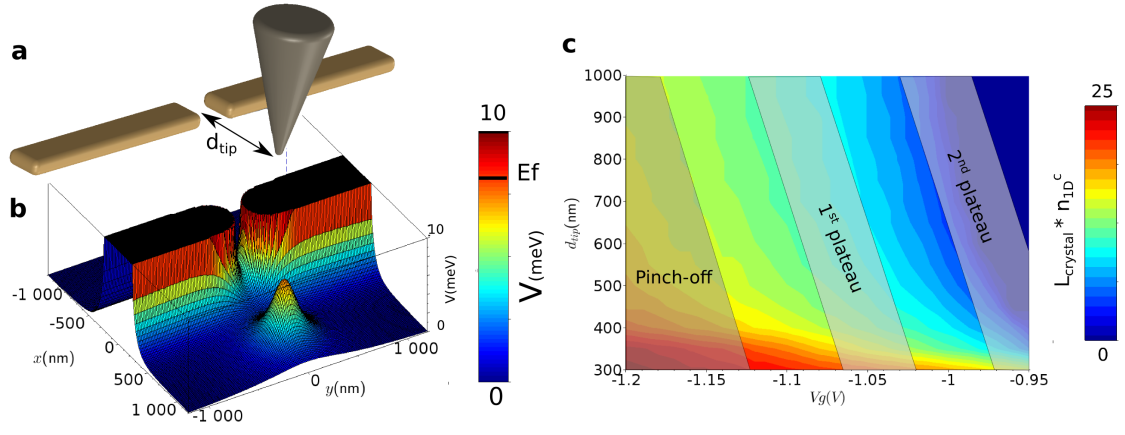 a
d_tip
b
10
Ef
V(meV)
0
10
V(meV)
0
-1 000
-500
0
500
1 000
x(nm)
-1 000
0
1 000
y(nm)
c
1000
900
800
700
600
500
400
300
d_tip(nm)
-1.2
-1.15
-1.1
-1.05
-1
-0.95
Vg(V)
Pinch-off
1st plateau
2nd plateau
25
0
L_crystal * n_1D^c